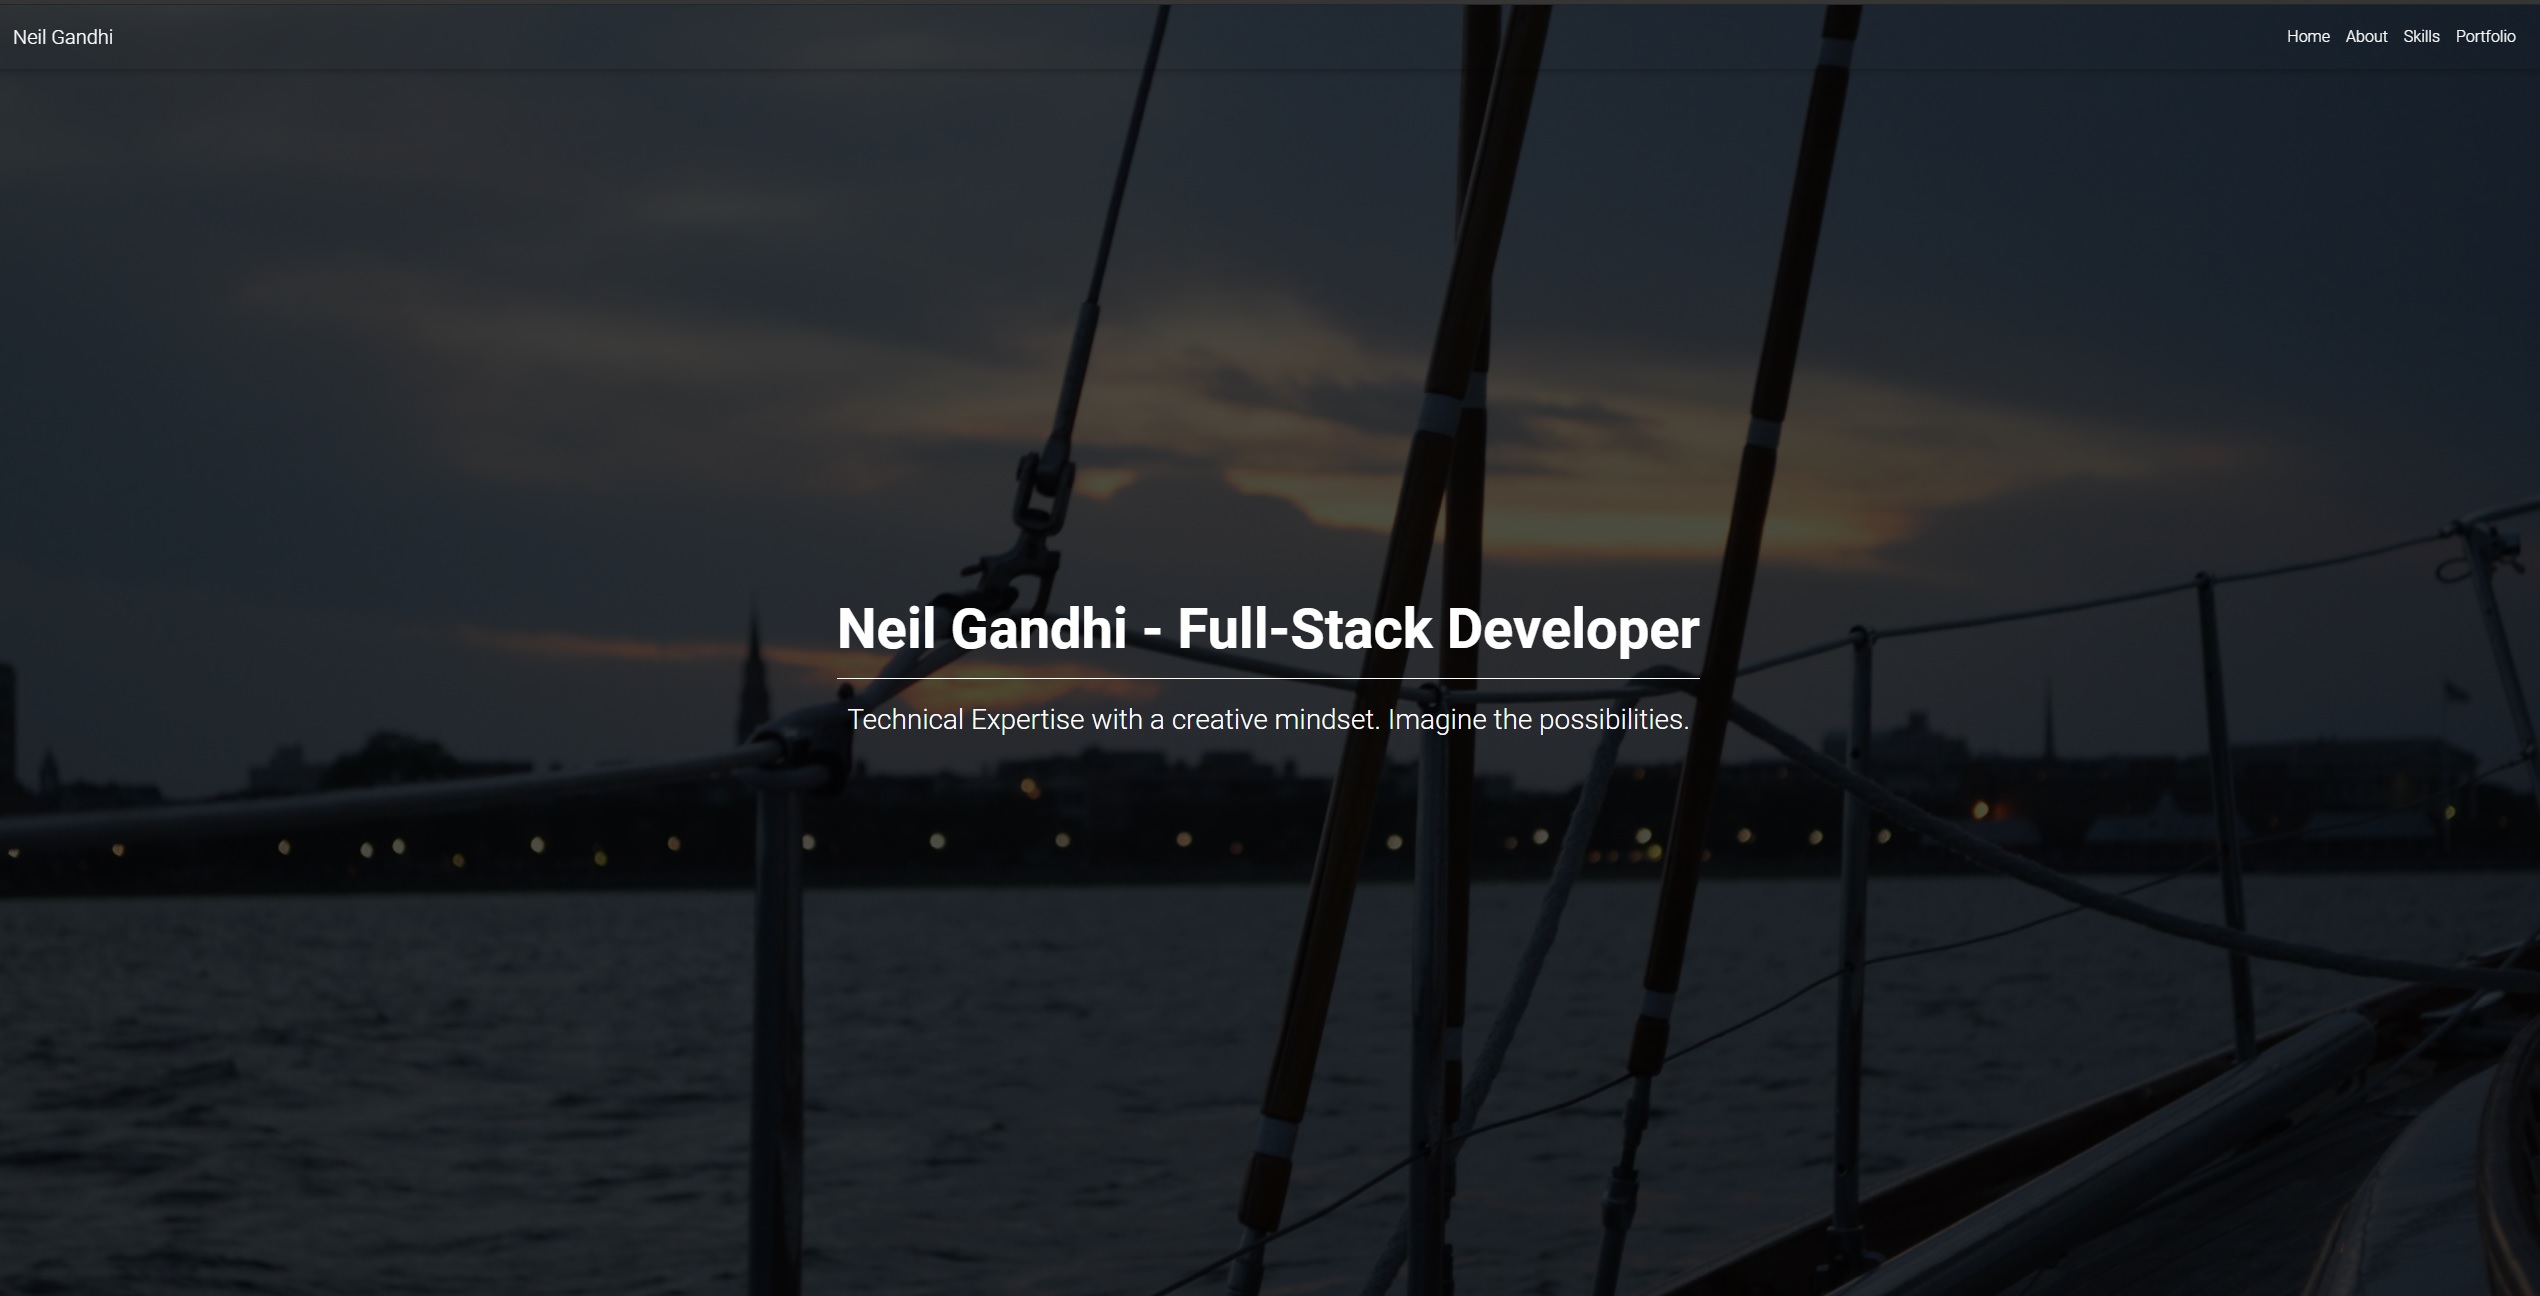 Neil Gandhi
Home About Skills Portfolio
Neil Gandhi - Full-Stack Developer
Technical Expertise with a creative mindset. Imagine the possibilities.